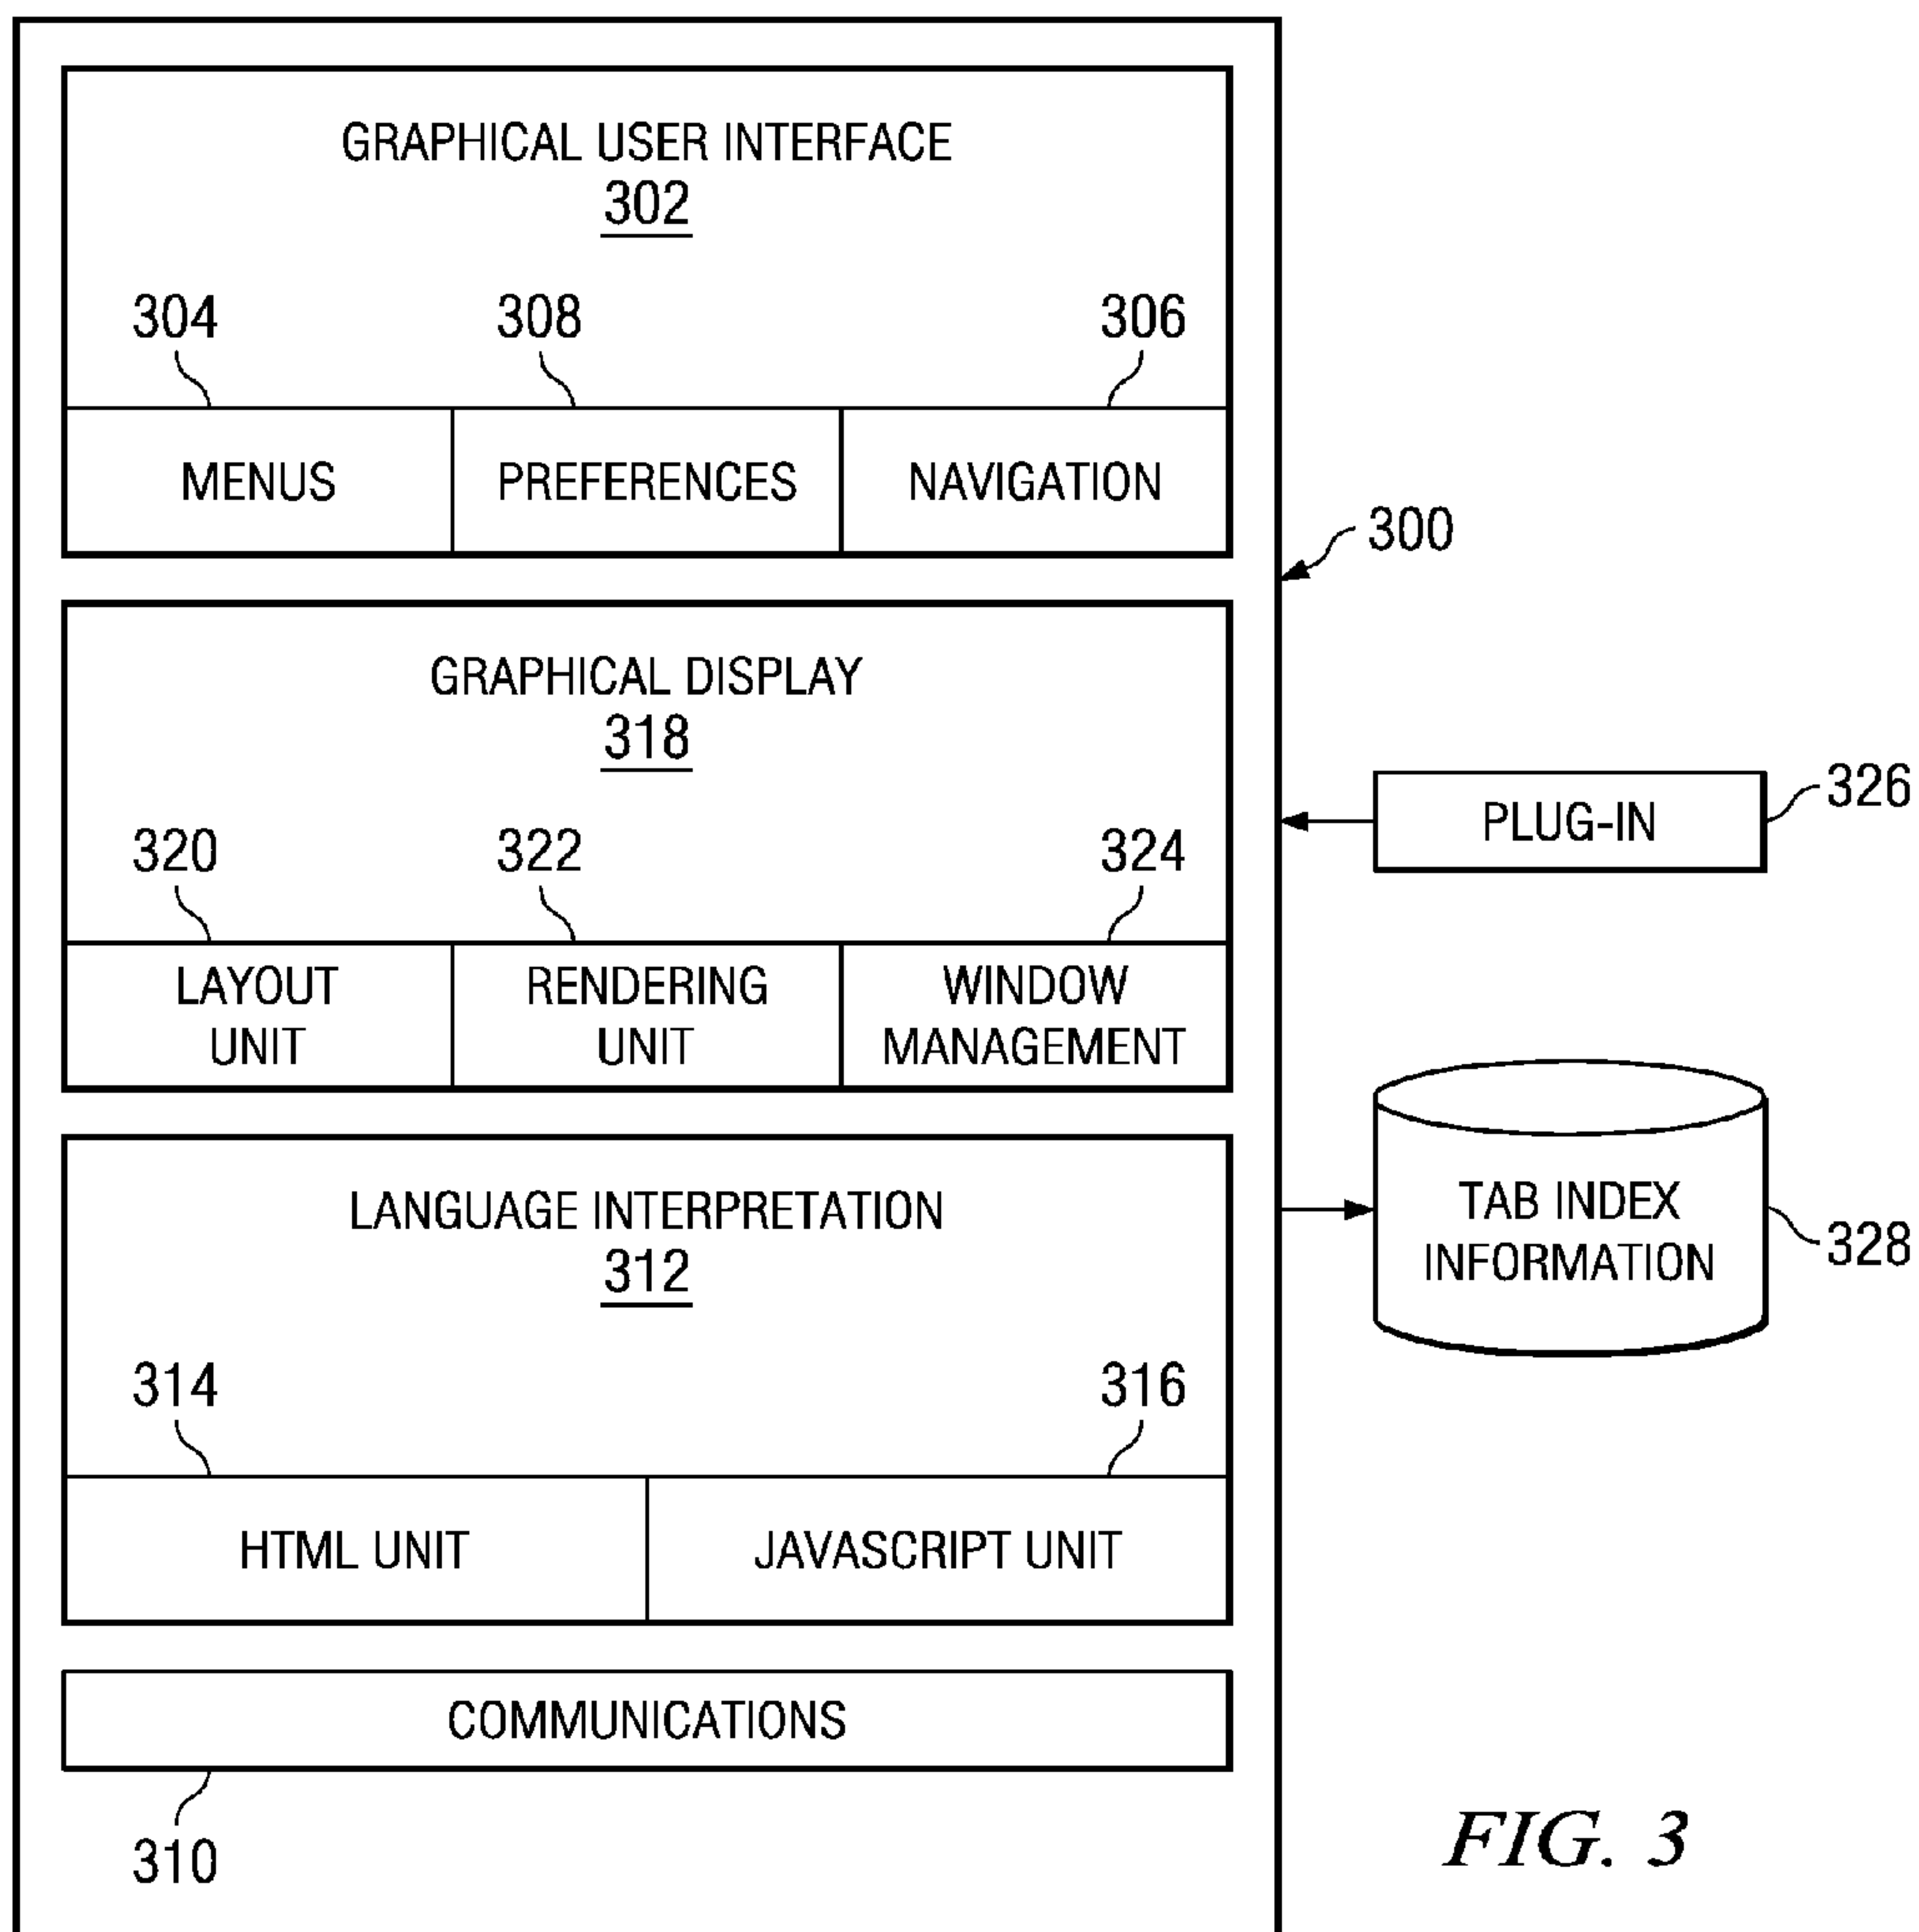 GRAPHICAL USER INTERFACE
302
304
308
306
MENUS
PREFERENCES
NAVIGATION
300
GRAPHICAL DISPLAY
318
320
322
324
LAYOUT
UNIT
RENDERING
UNIT
WINDOW
MANAGEMENT
PLUG-IN
326
LANGUAGE INTERPRETATION
312
314
316
HTML UNIT
JAVASCRIPT UNIT
TAB INDEX
INFORMATION
328
COMMUNICATIONS
310
FIG. 3